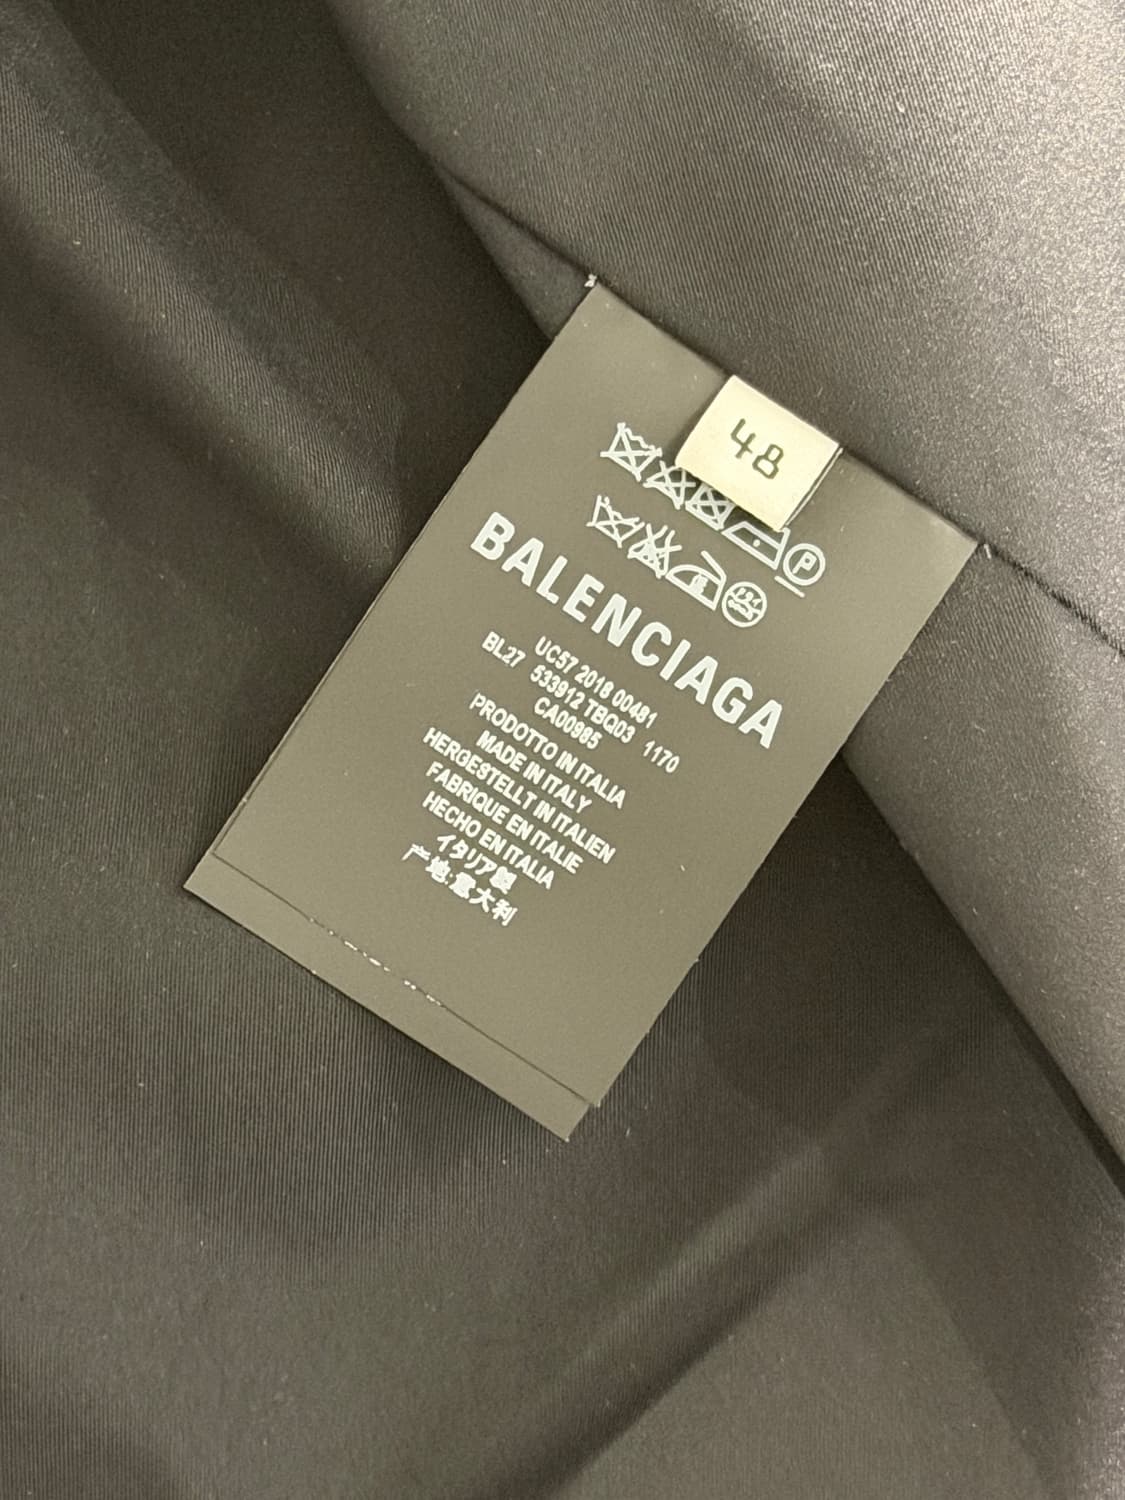 48
P
BALENCIAGA
UC57 2018 00481
BL27 533912 TBQ03 1170
CA00985
PRODOTTO IN ITALIA
MADE IN ITALY
HERGESTELLT IN ITALIEN
FABRIQUE EN ITALIE
HECHO EN ITALIA
イタリア製
产地:意大利